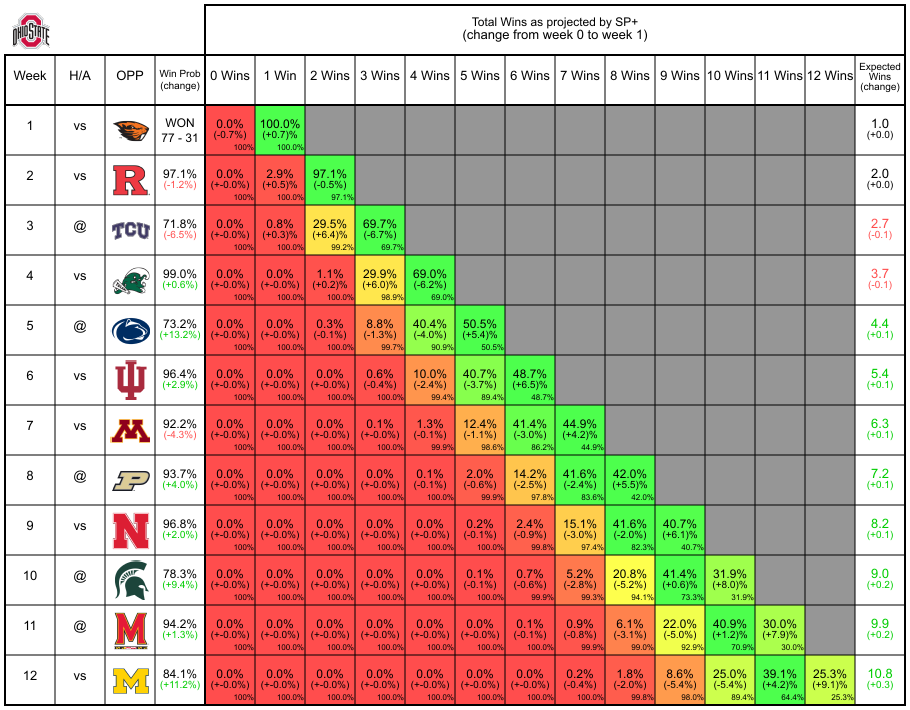 OHIO STATE
Total Wins as projected by SP+
(change from week 0 to week 1)
Week H/A OPP Win Prob (change) 0 Wins 1 Win 2 Wins 3 Wins 4 Wins 5 Wins 6 Wins 7 Wins 8 Wins 9 Wins 10 Wins 11 Wins 12 Wins Expected Wins (change)
1 vs WON 0.0% 100.0% 1.0
77 - 31 (-0.7%) (+0.7)% (+0.0)
100% 100.0%
2 vs R 97.1% 0.0% 2.9% 97.1% 2.0
(-1.2%) (+-0.0%) (+0.5)% (-0.5%) (+0.0)
100% 100.0% 97.1%
3 @ TCU 71.8% 0.0% 0.8% 29.5% 69.7% 2.7
(-6.5%) (+-0.0%) (+0.3)% (+6.4)% (-6.7%) (-0.1)
100% 100.0% 99.2% 69.7%
4 vs 99.0% 0.0% 0.0% 1.1% 29.9% 69.0% 3.7
(+0.6%) (+-0.0%) (+-0.0%) (+0.2)% (+6.0)% (-6.2%) (-0.1)
100% 100.0% 100.0% 98.9% 69.0%
5 @ 73.2% 0.0% 0.0% 0.3% 8.8% 40.4% 50.5% 4.4
(+13.2%) (+-0.0%) (+-0.0%) (-0.1%) (-1.3%) (-4.0%) (+5.4)% (+0.1)
100% 100.0% 100.0% 99.7% 90.9% 50.5%
6 vs 96.4% 0.0% 0.0% 0.0% 0.6% 10.0% 40.7% 48.7% 5.4
(+2.9%) (+-0.0%) (+-0.0%) (+-0.0%) (-0.4%) (-2.4%) (-3.7%) (+6.5)% (+0.1)
100% 100.0% 100.0% 100.0% 99.4% 89.4% 48.7%
7 vs M 92.2% 0.0% 0.0% 0.0% 0.1% 1.3% 12.4% 41.4% 44.9% 6.3
(-4.3%) (+-0.0%) (+-0.0%) (+-0.0%) (+-0.0%) (-0.1%) (-1.1%) (-3.0%) (+4.2)% (+0.1)
100% 100.0% 100.0% 100.0% 99.9% 98.6% 86.2% 44.9%
8 @ P 93.7% 0.0% 0.0% 0.0% 0.0% 0.1% 2.0% 14.2% 41.6% 42.0% 7.2
(+4.0%) (+-0.0%) (+-0.0%) (+-0.0%) (+-0.0%) (-0.1%) (-0.6%) (-2.5%) (-2.4%) (+5.5)% (+0.1)
100% 100.0% 100.0% 100.0% 100.0% 99.9% 97.8% 83.6% 42.0%
9 vs N 96.8% 0.0% 0.0% 0.0% 0.0% 0.0% 0.2% 2.4% 15.1% 41.6% 40.7% 8.2
(+2.0%) (+-0.0%) (+-0.0%) (+-0.0%) (+-0.0%) (+-0.0%) (-0.1%) (-0.9%) (-3.0%) (-2.0%) (+6.1)% (+0.1)
100% 100.0% 100.0% 100.0% 100.0% 100.0% 99.8% 97.4% 82.3% 40.7%
10 @ 78.3% 0.0% 0.0% 0.0% 0.0% 0.0% 0.1% 0.7% 5.2% 20.8% 41.4% 31.9% 9.0
(+9.4%) (+-0.0%) (+-0.0%) (+-0.0%) (+-0.0%) (+-0.0%) (-0.1%) (-0.6%) (-2.8%) (-5.2%) (+0.6)% (+8.0)% (+0.2)
100% 100.0% 100.0% 100.0% 100.0% 100.0% 99.9% 99.3% 94.1% 73.3% 31.9%
11 @ M 94.2% 0.0% 0.0% 0.0% 0.0% 0.0% 0.0% 0.1% 0.9% 6.1% 22.0% 40.9% 30.0% 9.9
(+1.3%) (+-0.0%) (+-0.0%) (+-0.0%) (+-0.0%) (+-0.0%) (+-0.0%) (-0.1%) (-0.8%) (-3.1%) (-5.0%) (+1.2)% (+7.9)% (+0.2)
100% 100.0% 100.0% 100.0% 100.0% 100.0% 100.0% 99.9% 99.0% 92.9% 70.9% 30.0%
12 vs M 84.1% 0.0% 0.0% 0.0% 0.0% 0.0% 0.0% 0.0% 0.2% 1.8% 8.6% 25.0% 39.1% 25.3% 10.8
(+11.2%) (+-0.0%) (+-0.0%) (+-0.0%) (+-0.0%) (+-0.0%) (+-0.0%) (+-0.0%) (-0.4%) (-2.0%) (-5.4%) (-5.4%) (+4.2)% (+9.1)% (+0.3)
100% 100.0% 100.0% 100.0% 100.0% 100.0% 100.0% 100.0% 99.8% 98.0% 89.4% 64.4% 25.3%